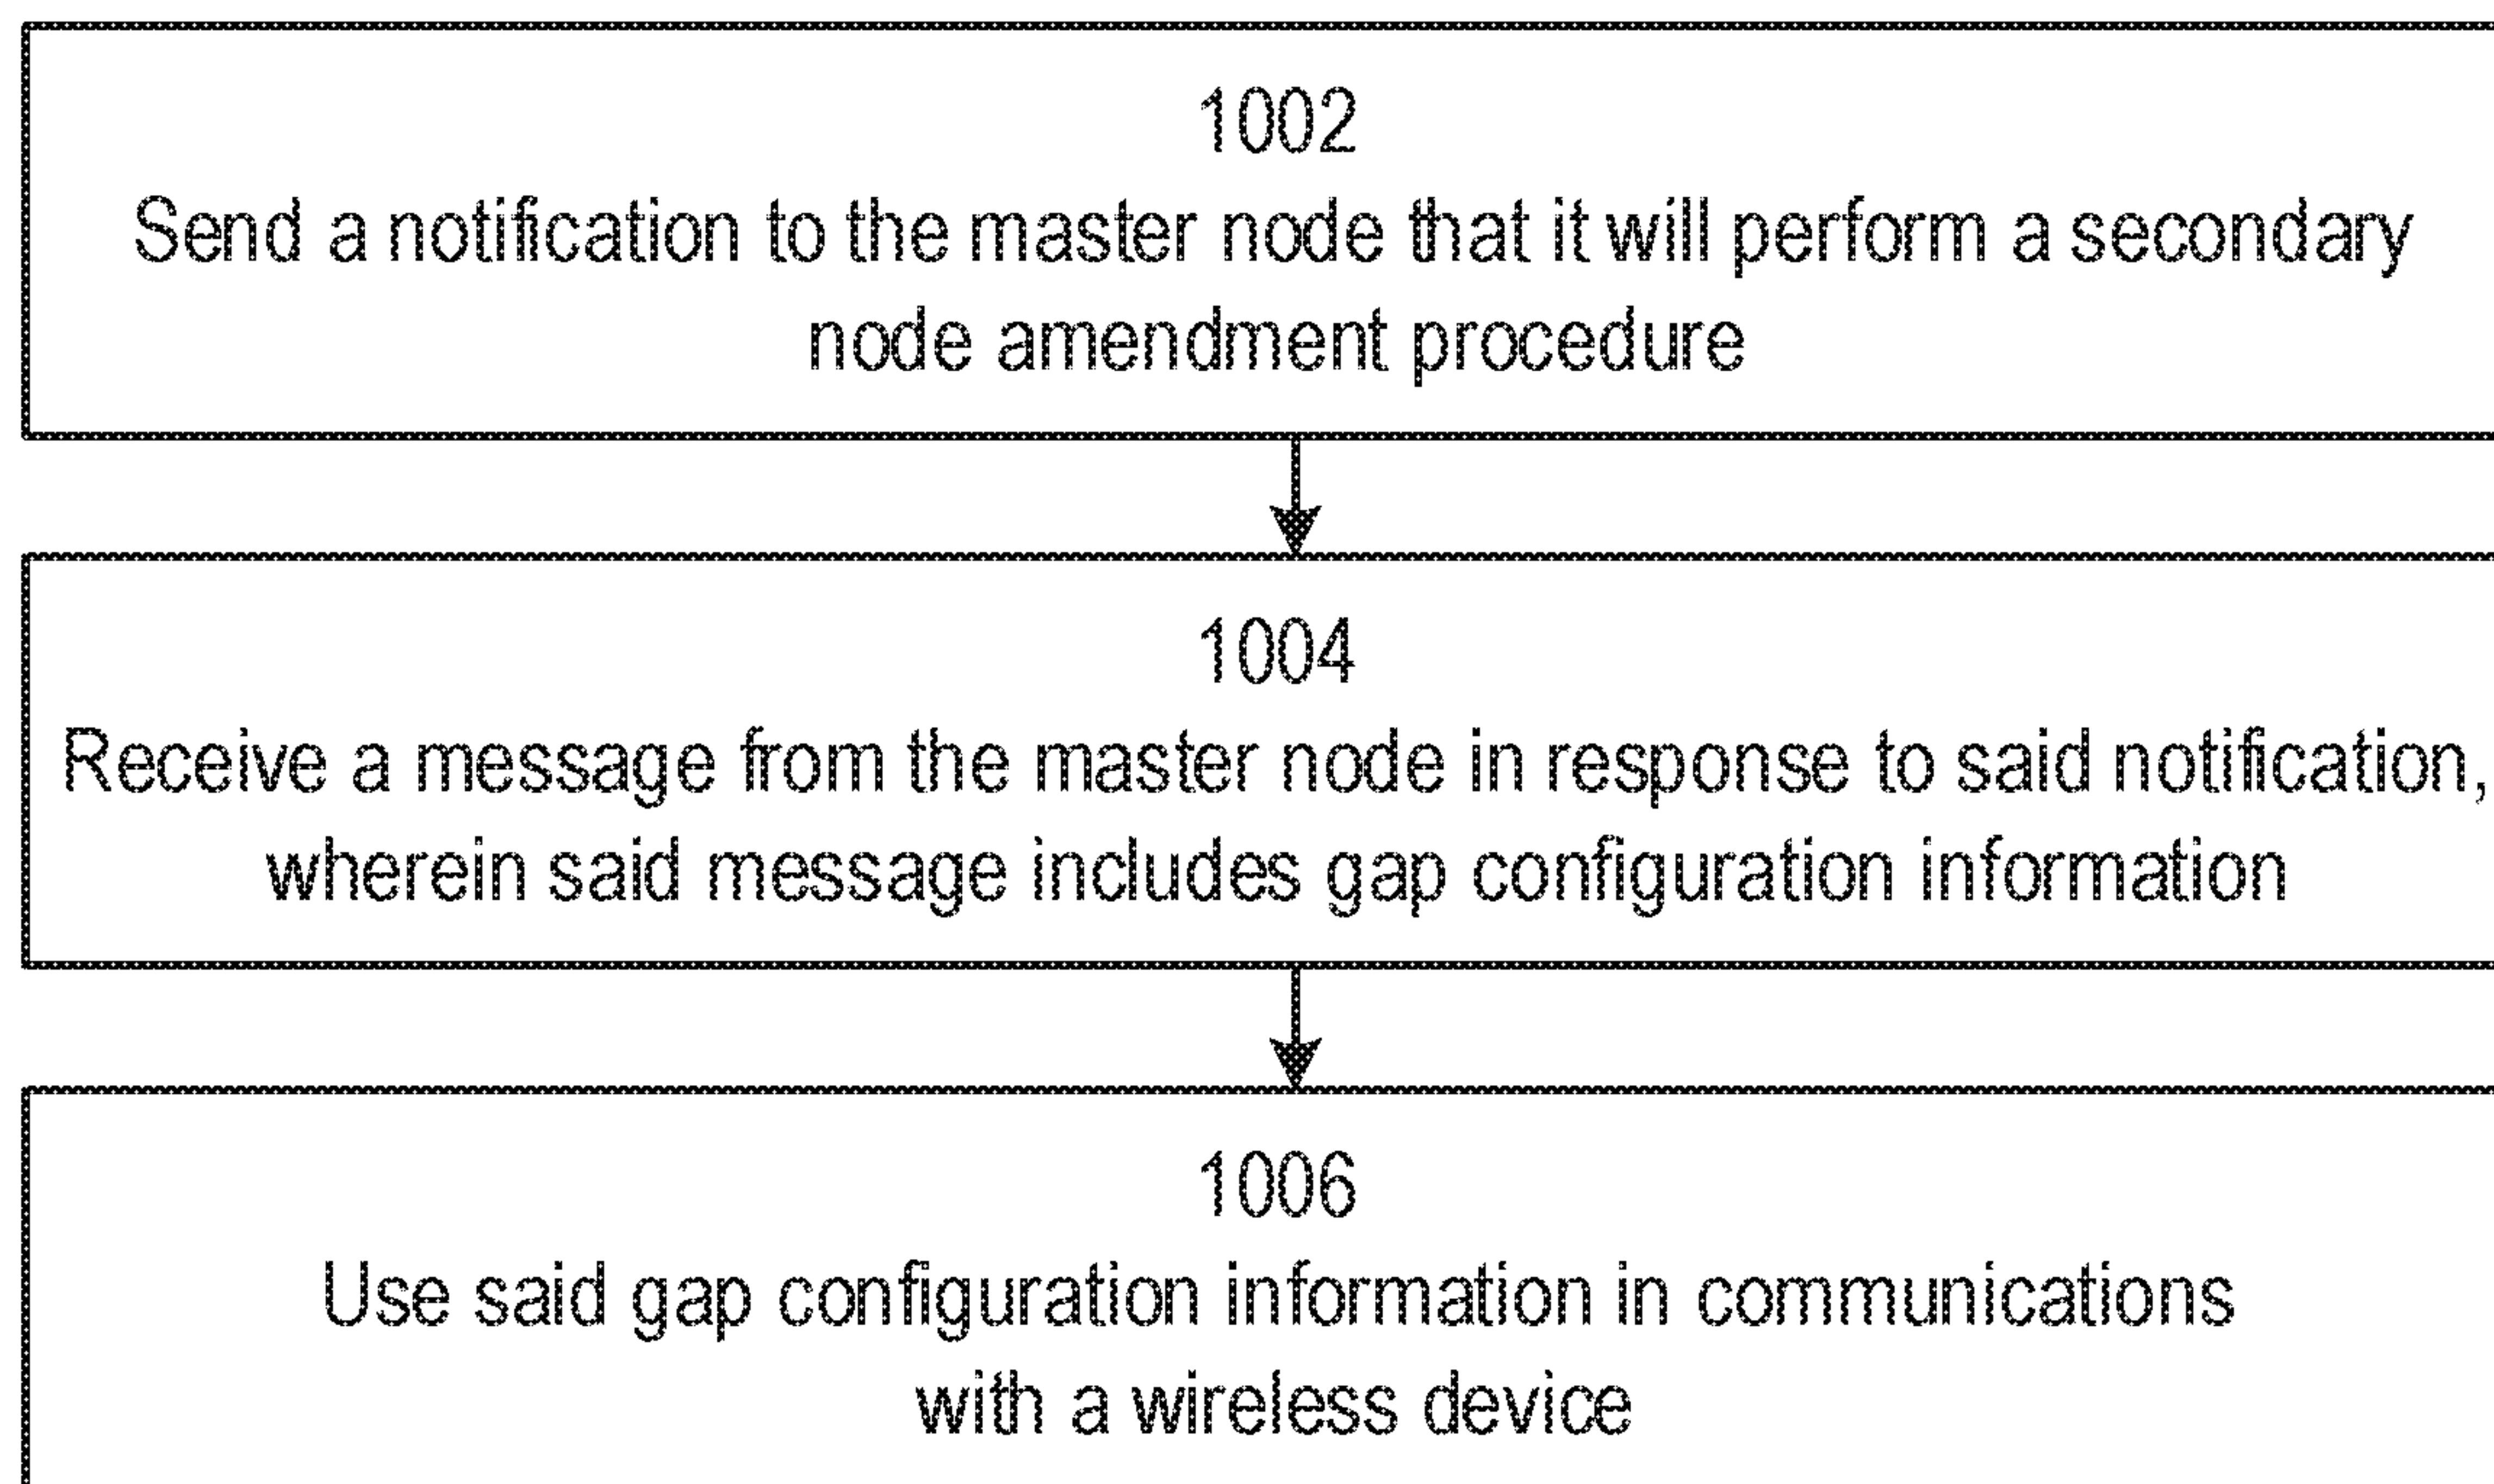 1002
Send a notification to the master node that it will perform a secondary
node amendment procedure
1004
Receive a message from the master node in response to said notification,
wherein said message includes gap configuration information
1006
Use said gap configuration information in communications
with a wireless device